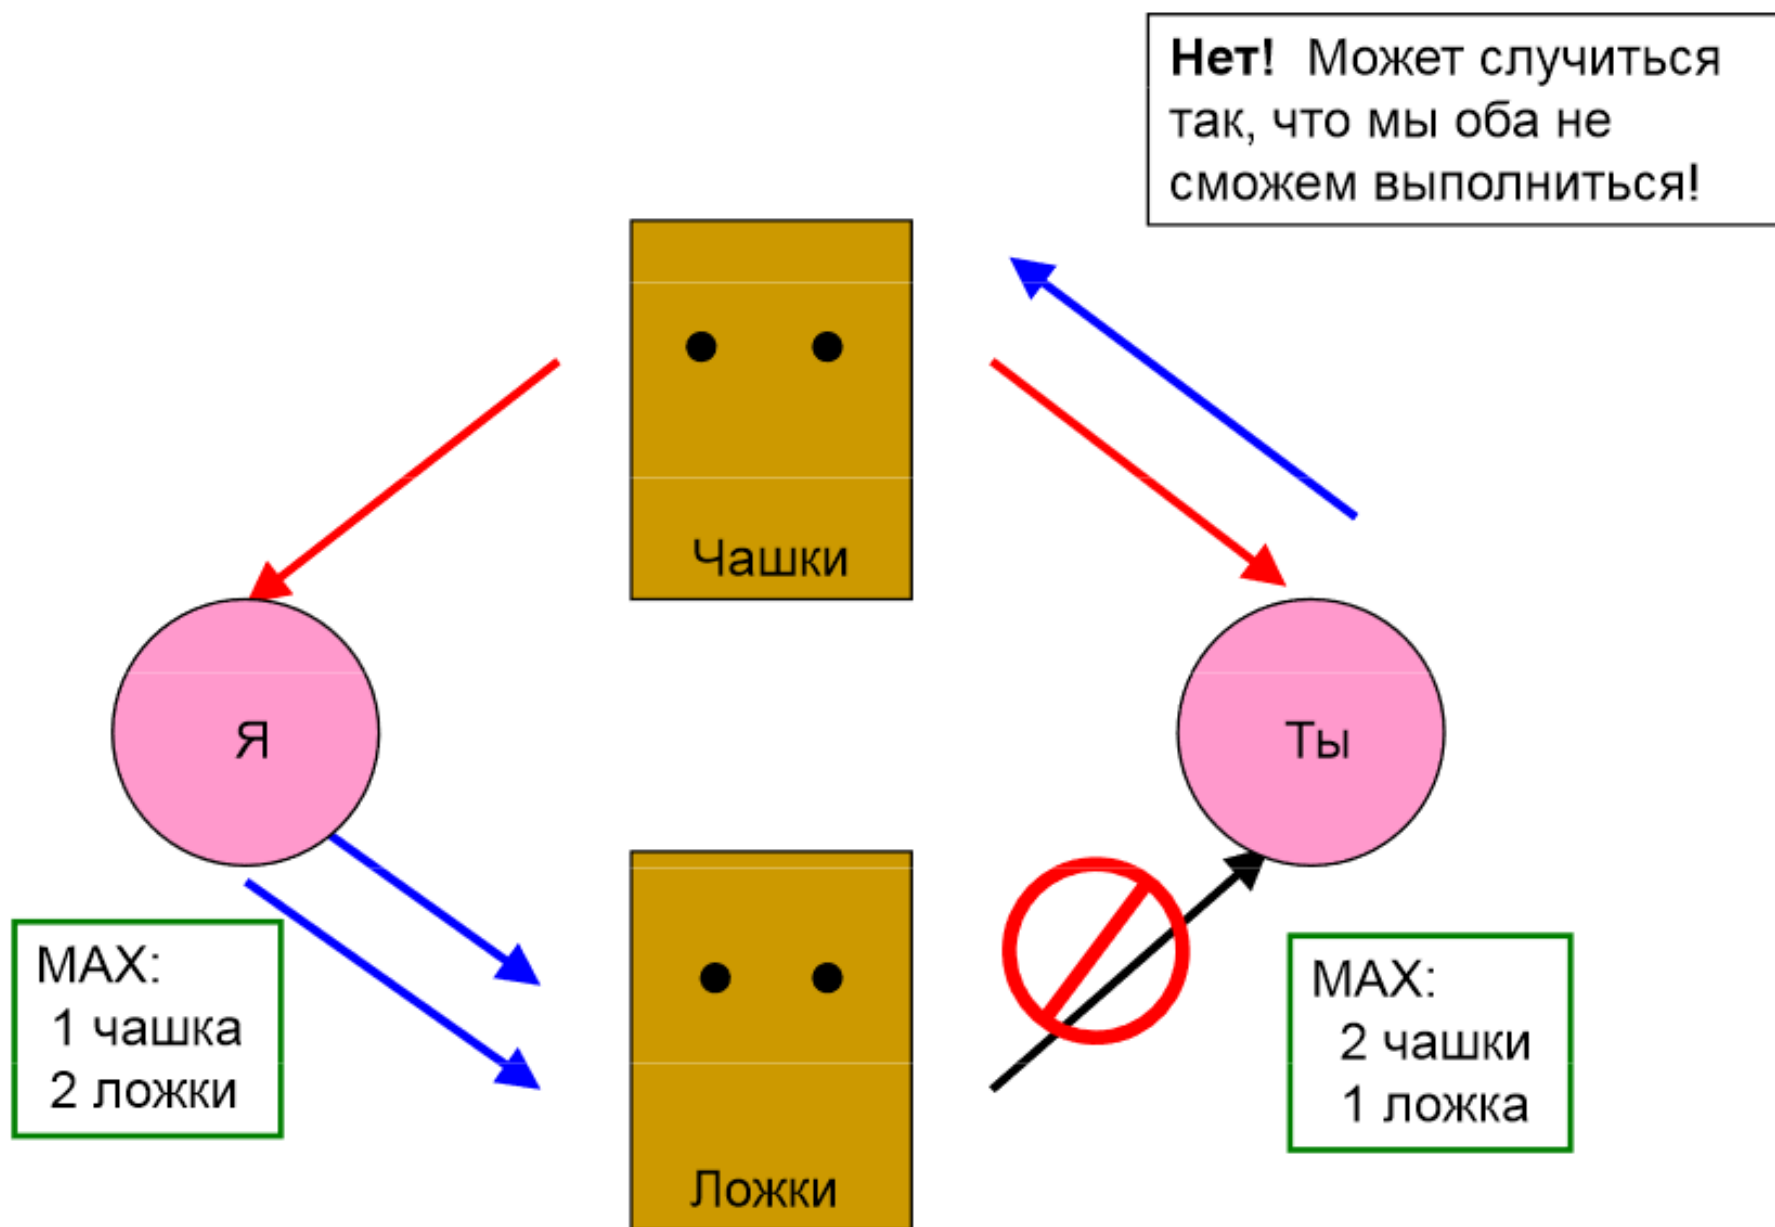 Нет!  Может случиться
так, что мы оба не
сможем выполниться!
Чашки
Я
Ты
MAX:
1 чашка
2 ложки
MAX:
2 чашки
1 ложка
Ложки